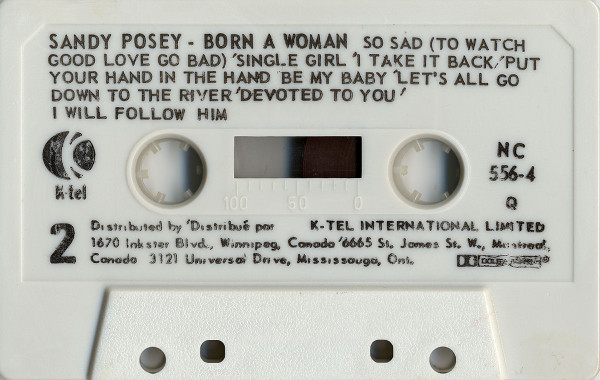 SANDY POSEY - BORN A WOMAN SO SAD (TO WATCH
GOOD LOVE GO BAD) 'SINGLE GIRL 'I TAKE IT BACK/'PUT
YOUR HAND IN THE HAND BE MY BABY 'LET'S ALL GO
DOWN TO THE RIVER 'DEVOTED TO YOU '
I WILL FOLLOW HIM
K-tel
NC
556-4
Q
100 50 0
2
Distributed by 'Distribué par K-TEL INTERNATIONAL LIMITED
1670 Inkster Blvd., Winnipeg, Canada '6665 St. James St. W., Montreal,
Canada 3121 Universal Drive, Mississauga, Ont. DOLBY